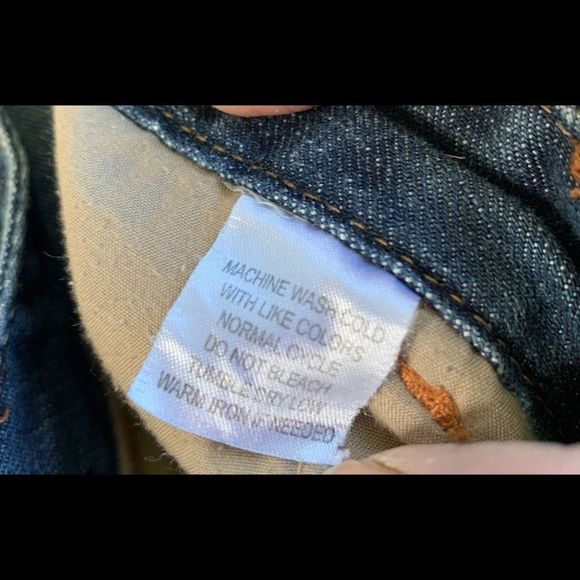 MACHINE WASH COLD
WITH LIKE COLORS
NORMAL CYCLE
DO NOT BLEACH
TUMBLE DRY LOW
WARM IRON IF NEEDED